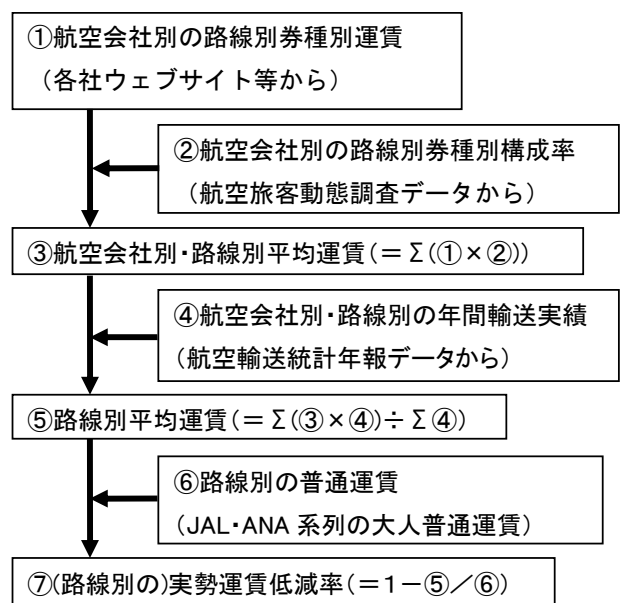 ①航空会社別の路線別券種別運賃
（各社ウェブサイト等から）
②航空会社別の路線別券種別構成率
（航空旅客動態調査データから）
③航空会社別・路線別平均運賃（＝Σ（①×②））
④航空会社別・路線別の年間輸送実績
（航空輸送統計年報データから）
⑤路線別平均運賃（＝Σ（③×④）÷Σ④）
⑥路線別の普通運賃
（JAL・ANA 系列の大人普通運賃）
⑦(路線別の)実勢運賃低減率（＝１－⑤／⑥）